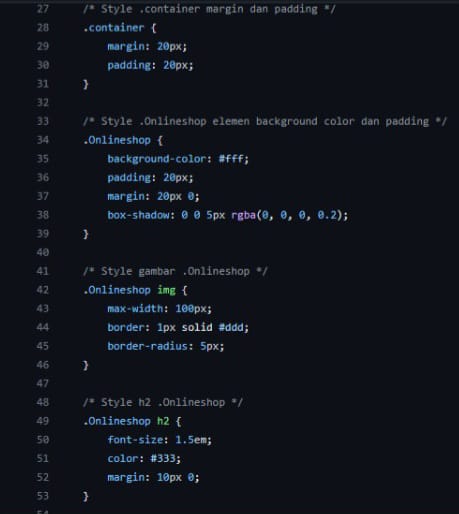 27 /* Style .container margin dan padding */
28 .container {
29 margin: 20px;
30 padding: 20px;
31 }
32
33 /* Style .Onlineshop elemen background color dan padding */
34 .Onlineshop {
35 background-color: #fff;
36 padding: 20px;
37 margin: 20px 0;
38 box-shadow: 0 0 5px rgba(0, 0, 0, 0.2);
39 }
40
41 /* Style gambar .Onlineshop */
42 .Onlineshop img {
43 max-width: 100px;
44 border: 1px solid #ddd;
45 border-radius: 5px;
46 }
47
48 /* Style h2 .Onlineshop */
49 .Onlineshop h2 {
50 font-size: 1.5em;
51 color: #333;
52 margin: 10px 0;
53 }
54